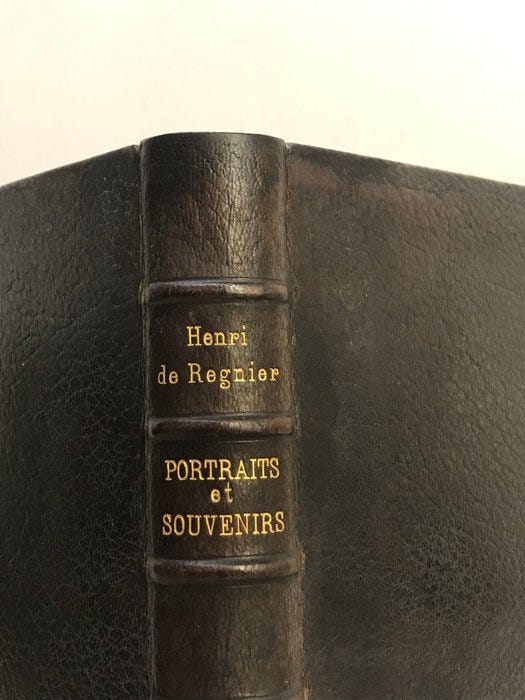 Henri
de Regnier
PORTRAITS
et
SOUVENIRS